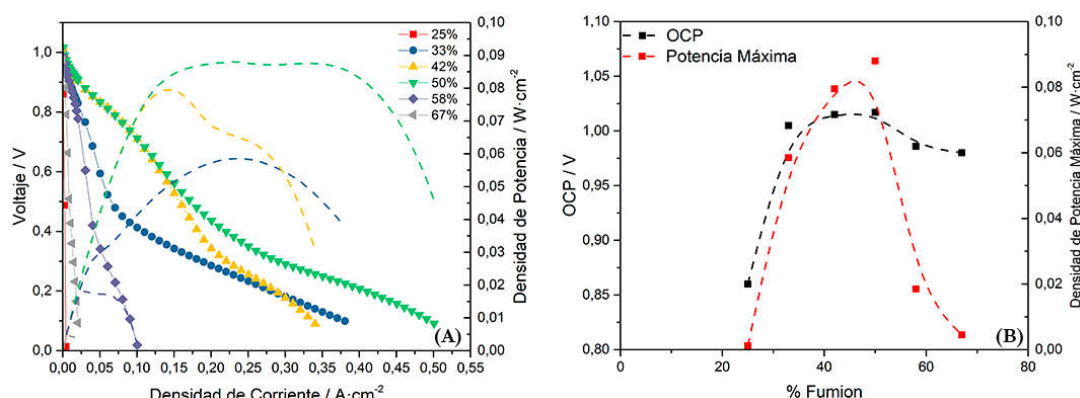 1,0
0,8
0,6
0,4
0,2
0,0
Voltaje / V
0,00 0,05 0,10 0,15 0,20 0,25 0,30 0,35 0,40 0,45 0,50 0,55
Densidad de Corriente / A·cm-2
0,10
0,09
0,08
0,07
0,06
0,05
0,04
0,03
0,02
0,01
0,00
Densidad de Potencia / W·cm-2
25%
33%
42%
50%
58%
67%
(A)
B)
1,10
1,05
1,00
0,95
0,90
0,85
0,80
OCP / V
0 20 40 60 80
% Fumion
0,10
0,08
0,06
0,04
0,02
0,00
Densidad de Potencia Máxima / W·cm-2
OCP
Potencia Máxima
(B)